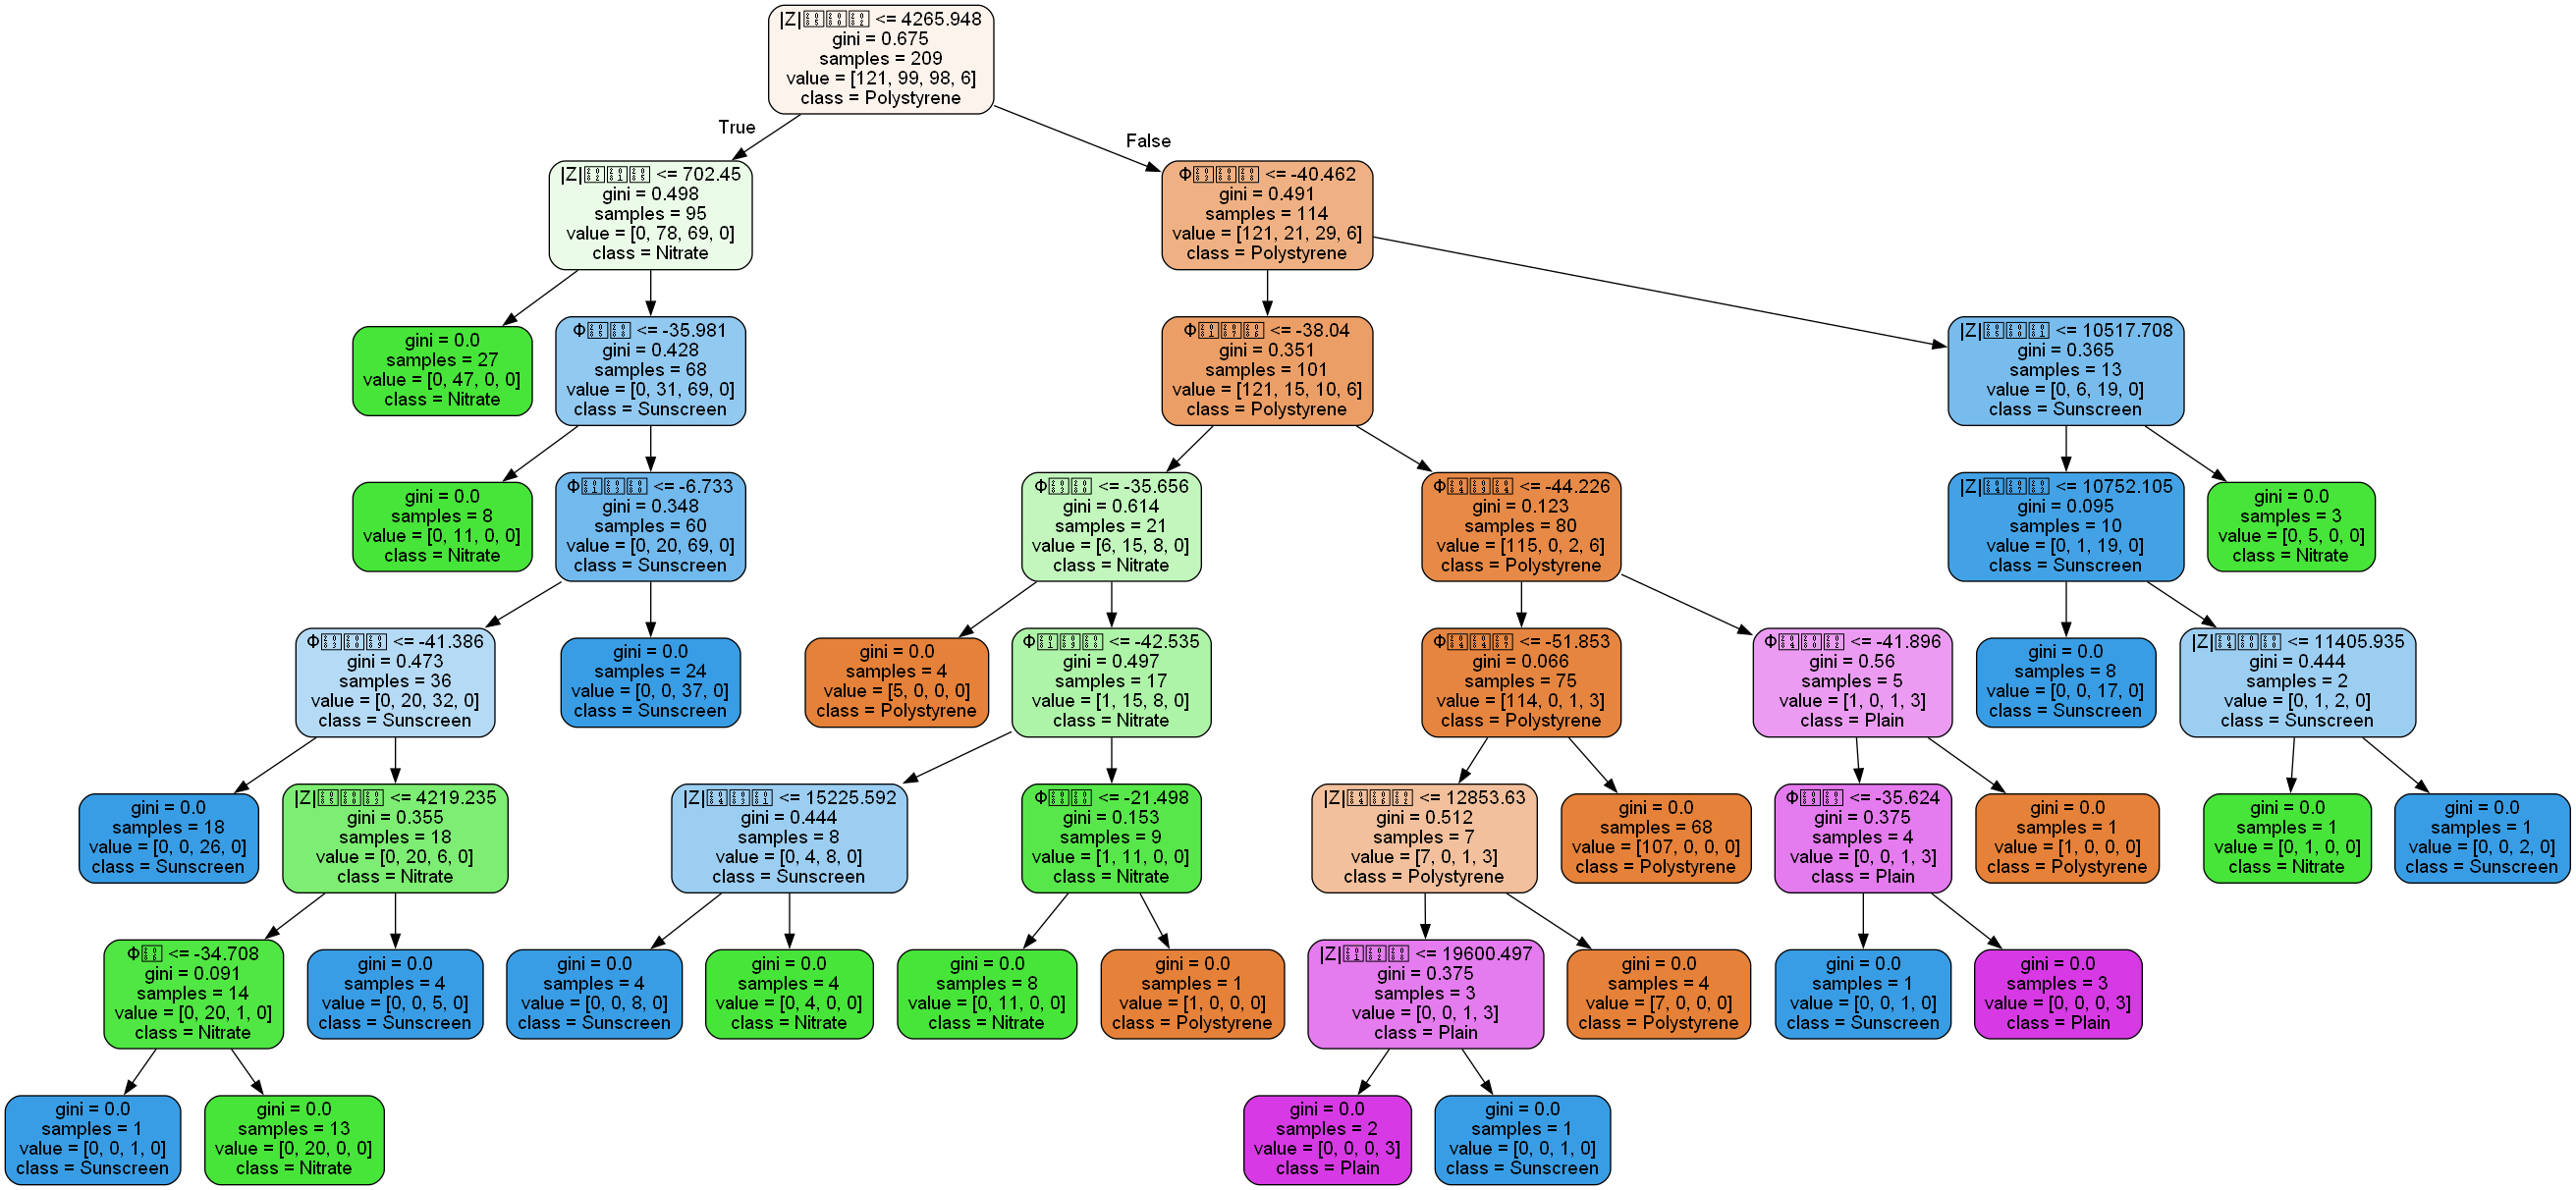 |Z| <= 4265.948
gini = 0.675
samples = 209
value = [121, 99, 98, 6]
class = Polystyrene
True
False
|Z| <= 702.45
gini = 0.498
samples = 95
value = [0, 78, 69, 0]
class = Nitrate
Φ <= -40.462
gini = 0.491
samples = 114
value = [121, 21, 29, 6]
class = Polystyrene
gini = 0.0
samples = 27
value = [0, 47, 0, 0]
class = Nitrate
Φ <= -35.981
gini = 0.428
samples = 68
value = [0, 31, 69, 0]
class = Sunscreen
Φ <= -38.04
gini = 0.351
samples = 101
value = [121, 15, 10, 6]
class = Polystyrene
|Z| <= 10517.708
gini = 0.365
samples = 13
value = [0, 6, 19, 0]
class = Sunscreen
gini = 0.0
samples = 8
value = [0, 11, 0, 0]
class = Nitrate
Φ <= -6.733
gini = 0.348
samples = 60
value = [0, 20, 69, 0]
class = Sunscreen
Φ <= -35.656
gini = 0.614
samples = 21
value = [6, 15, 8, 0]
class = Nitrate
Φ <= -44.226
gini = 0.123
samples = 80
value = [115, 0, 2, 6]
class = Polystyrene
|Z| <= 10752.105
gini = 0.095
samples = 10
value = [0, 1, 19, 0]
class = Sunscreen
gini = 0.0
samples = 3
value = [0, 5, 0, 0]
class = Nitrate
Φ <= -41.386
gini = 0.473
samples = 36
value = [0, 20, 32, 0]
class = Sunscreen
gini = 0.0
samples = 24
value = [0, 0, 37, 0]
class = Sunscreen
gini = 0.0
samples = 4
value = [5, 0, 0, 0]
class = Polystyrene
Φ <= -42.535
gini = 0.497
samples = 17
value = [1, 15, 8, 0]
class = Nitrate
Φ <= -51.853
gini = 0.066
samples = 75
value = [114, 0, 1, 3]
class = Polystyrene
Φ <= -41.896
gini = 0.56
samples = 5
value = [1, 0, 1, 3]
class = Plain
gini = 0.0
samples = 8
value = [0, 0, 17, 0]
class = Sunscreen
|Z| <= 11405.935
gini = 0.444
samples = 2
value = [0, 1, 2, 0]
class = Sunscreen
gini = 0.0
samples = 18
value = [0, 0, 26, 0]
class = Sunscreen
|Z| <= 4219.235
gini = 0.355
samples = 18
value = [0, 20, 6, 0]
class = Nitrate
|Z| <= 15225.592
gini = 0.444
samples = 8
value = [0, 4, 8, 0]
class = Sunscreen
Φ <= -21.498
gini = 0.153
samples = 9
value = [1, 11, 0, 0]
class = Nitrate
|Z| <= 12853.63
gini = 0.512
samples = 7
value = [7, 0, 1, 3]
class = Polystyrene
gini = 0.0
samples = 68
value = [107, 0, 0, 0]
class = Polystyrene
Φ <= -35.624
gini = 0.375
samples = 4
value = [0, 0, 1, 3]
class = Plain
gini = 0.0
samples = 1
value = [1, 0, 0, 0]
class = Polystyrene
gini = 0.0
samples = 1
value = [0, 1, 0, 0]
class = Nitrate
gini = 0.0
samples = 1
value = [0, 0, 2, 0]
class = Sunscreen
Φ <= -34.708
gini = 0.091
samples = 14
value = [0, 20, 1, 0]
class = Nitrate
gini = 0.0
samples = 4
value = [0, 0, 5, 0]
class = Sunscreen
gini = 0.0
samples = 4
value = [0, 0, 8, 0]
class = Sunscreen
gini = 0.0
samples = 4
value = [0, 4, 0, 0]
class = Nitrate
gini = 0.0
samples = 8
value = [0, 11, 0, 0]
class = Nitrate
gini = 0.0
samples = 1
value = [1, 0, 0, 0]
class = Polystyrene
|Z| <= 19600.497
gini = 0.375
samples = 3
value = [0, 0, 1, 3]
class = Plain
gini = 0.0
samples = 4
value = [7, 0, 0, 0]
class = Polystyrene
gini = 0.0
samples = 1
value = [0, 0, 1, 0]
class = Sunscreen
gini = 0.0
samples = 3
value = [0, 0, 0, 3]
class = Plain
gini = 0.0
samples = 1
value = [0, 0, 1, 0]
class = Sunscreen
gini = 0.0
samples = 13
value = [0, 20, 0, 0]
class = Nitrate
gini = 0.0
samples = 2
value = [0, 0, 0, 3]
class = Plain
gini = 0.0
samples = 1
value = [0, 0, 1, 0]
class = Sunscreen